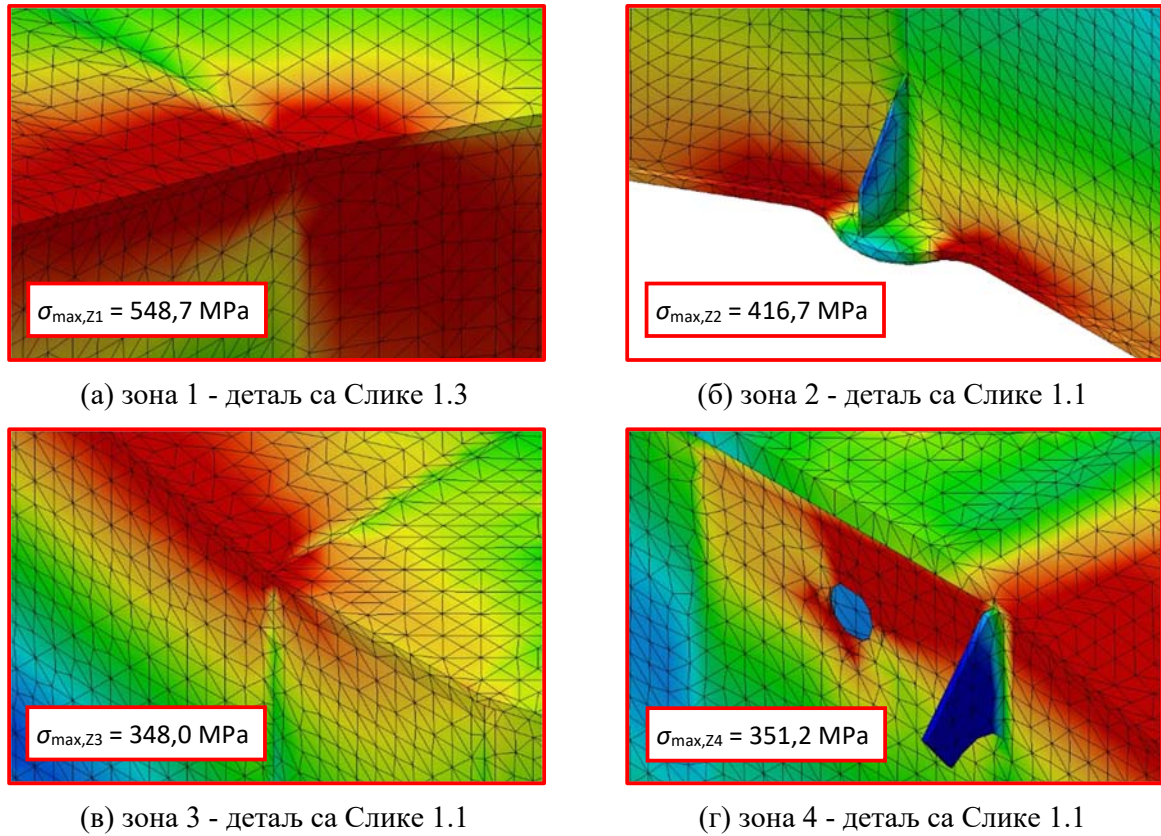 σmax,Z1 = 548,7 MPa
σmax,Z2 = 416,7 MPa
(а) зона 1 - детаљ са Слике 1.3
(б) зона 2 - детаљ са Слике 1.1
σmax,Z3 = 348,0 MPa
σmax,Z4 = 351,2 MPa
(в) зона 3 - детаљ са Слике 1.1
(г) зона 4 - детаљ са Слике 1.1